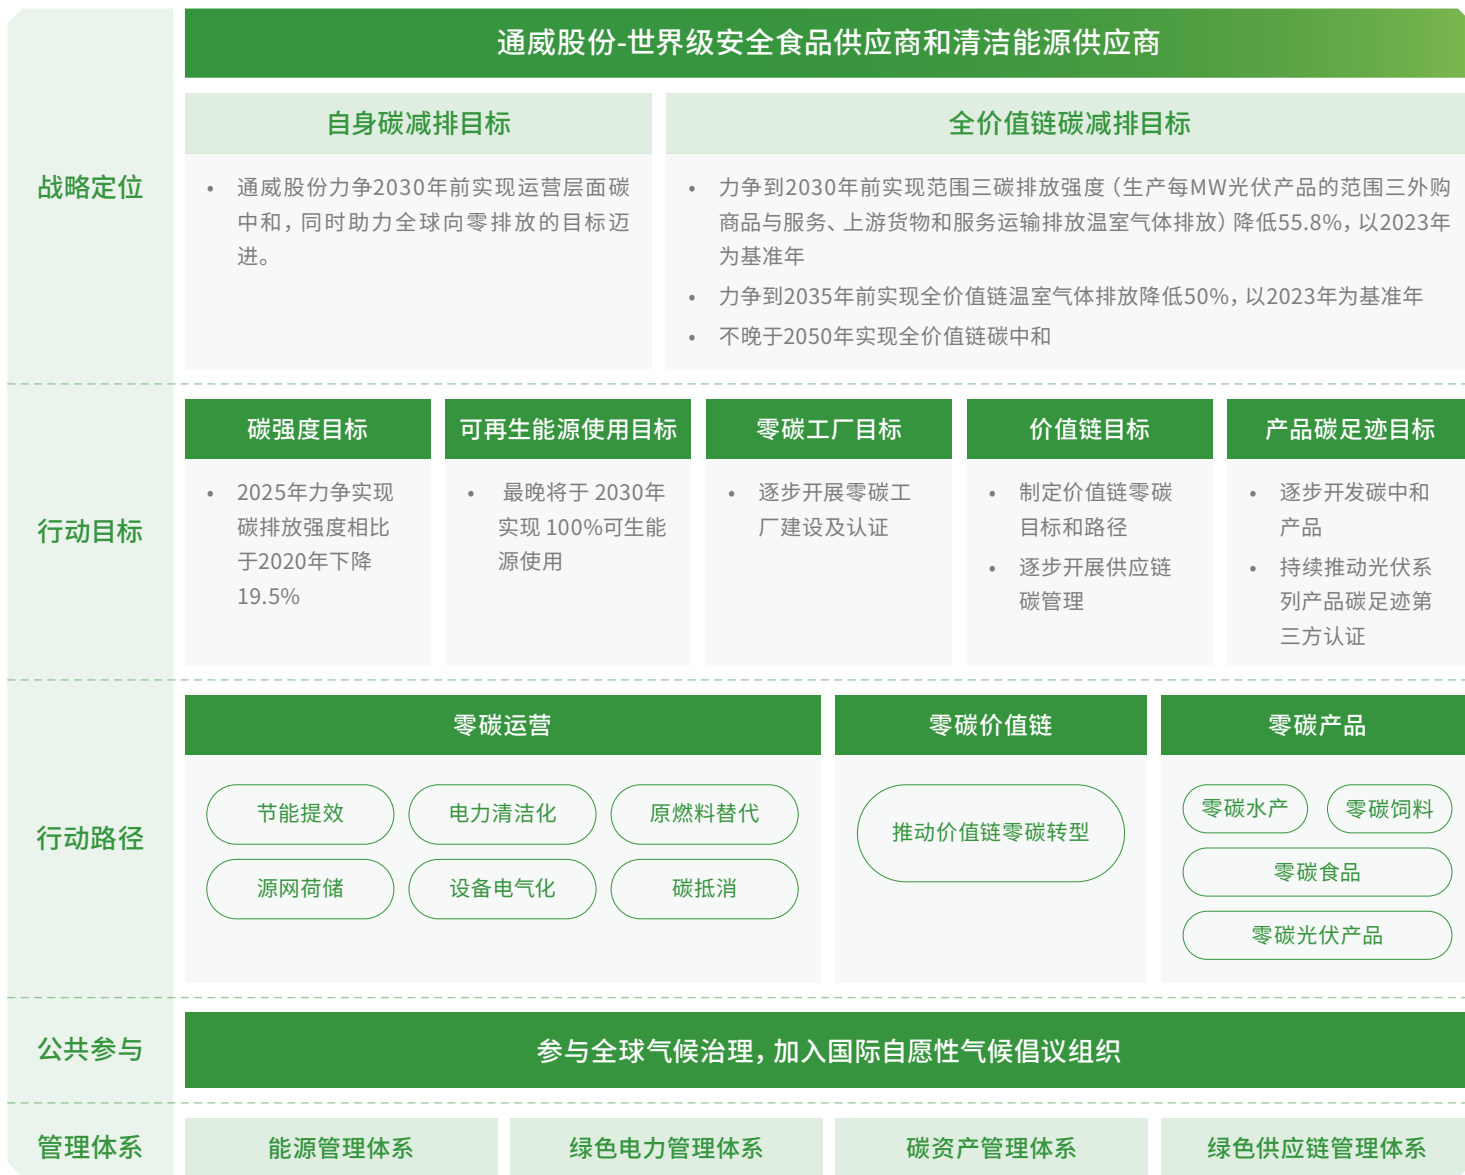 通威股份-世界级安全食品供应商和清洁能源供应商
战略定位
自身碳减排目标
• 通威股份力争2030年前实现运营层面碳
中和，同时助力全球向零排放的目标迈
进。
全价值链碳减排目标
• 力争到2030年前实现范围三碳排放强度（生产每MW光伏产品的范围三外购
商品与服务、上游货物和服务运输排放温室气体排放）降低55.8%，以2023年
为基准年
• 力争到2035年前实现全价值链温室气体排放降低50%，以2023年为基准年
• 不晚于2050年实现全价值链碳中和
行动目标
碳强度目标
• 2025年力争实现
碳排放强度相比
于2020年下降
19.5%
可再生能源使用目标
• 最晚将于 2030年
实现 100%可生能
源使用
零碳工厂目标
• 逐步开展零碳工
厂建设及认证
价值链目标
• 制定价值链零碳
目标和路径
• 逐步开展供应链
碳管理
产品碳足迹目标
• 逐步开发碳中和
产品
• 持续推动光伏系
列产品碳足迹第
三方认证
行动路径
零碳运营
节能提效
电力清洁化
原燃料替代
源网荷储
设备电气化
碳抵消
零碳价值链
推动价值链零碳转型
零碳产品
零碳水产
零碳饲料
零碳食品
零碳光伏产品
公共参与
参与全球气候治理，加入国际自愿性气候倡议组织
管理体系
能源管理体系
绿色电力管理体系
碳资产管理体系
绿色供应链管理体系